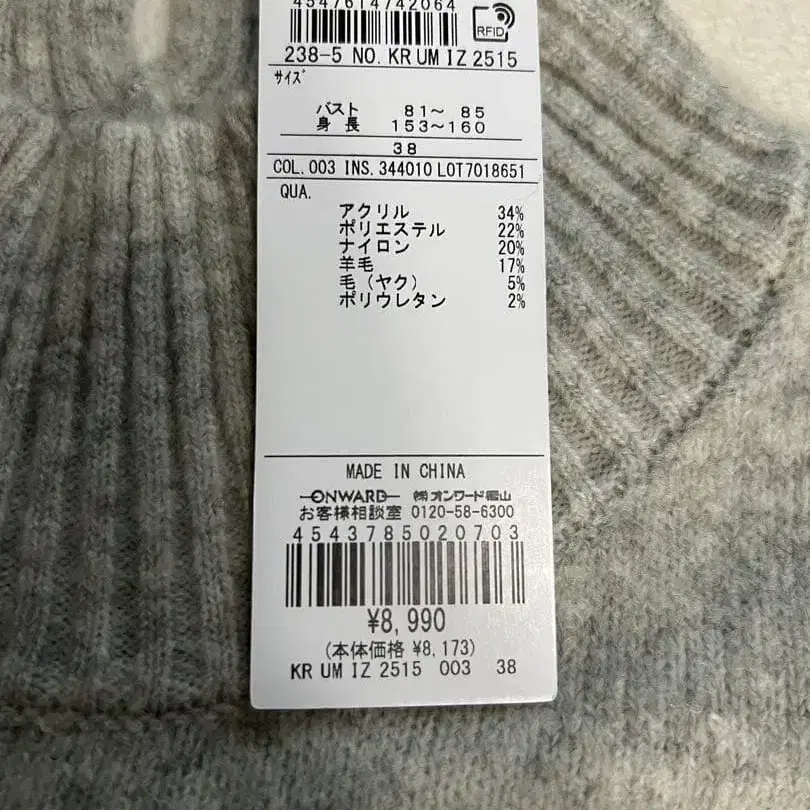 4547614742064
RFID
238-5 NO. KR UM IZ 2515
サイズ
バスト 81～ 85
身長 153～160
38
COL. 003 INS. 344010 LOT7018651
QUA.
アクリル 34%
ポリエステル 22%
ナイロン 20%
羊毛 17%
毛（ヤク） 5%
ポリウレタン 2%
MADE IN CHINA
ONWARD ㈱オンワード樫山
お客様相談室 0120-58-6300
4543785020703
¥8,990
(本体価格 ¥8,173)
KR UM IZ 2515 003 38